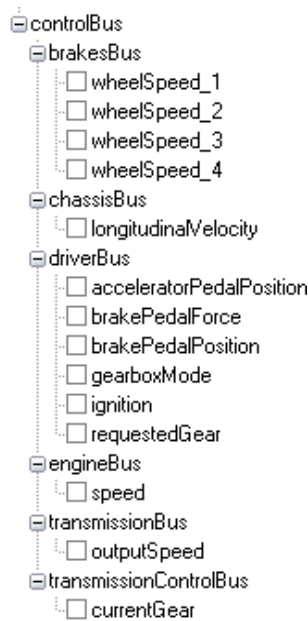 controlBus
brakesBus
wheelSpeed_1
wheelSpeed_2
wheelSpeed_3
wheelSpeed_4
chassisBus
longitudinalVelocity
driverBus
acceleratorPedalPosition
brakePedalForce
brakePedalPosition
gearboxMode
ignition
requestedGear
engineBus
speed
transmissionBus
outputSpeed
transmissionControlBus
currentGear